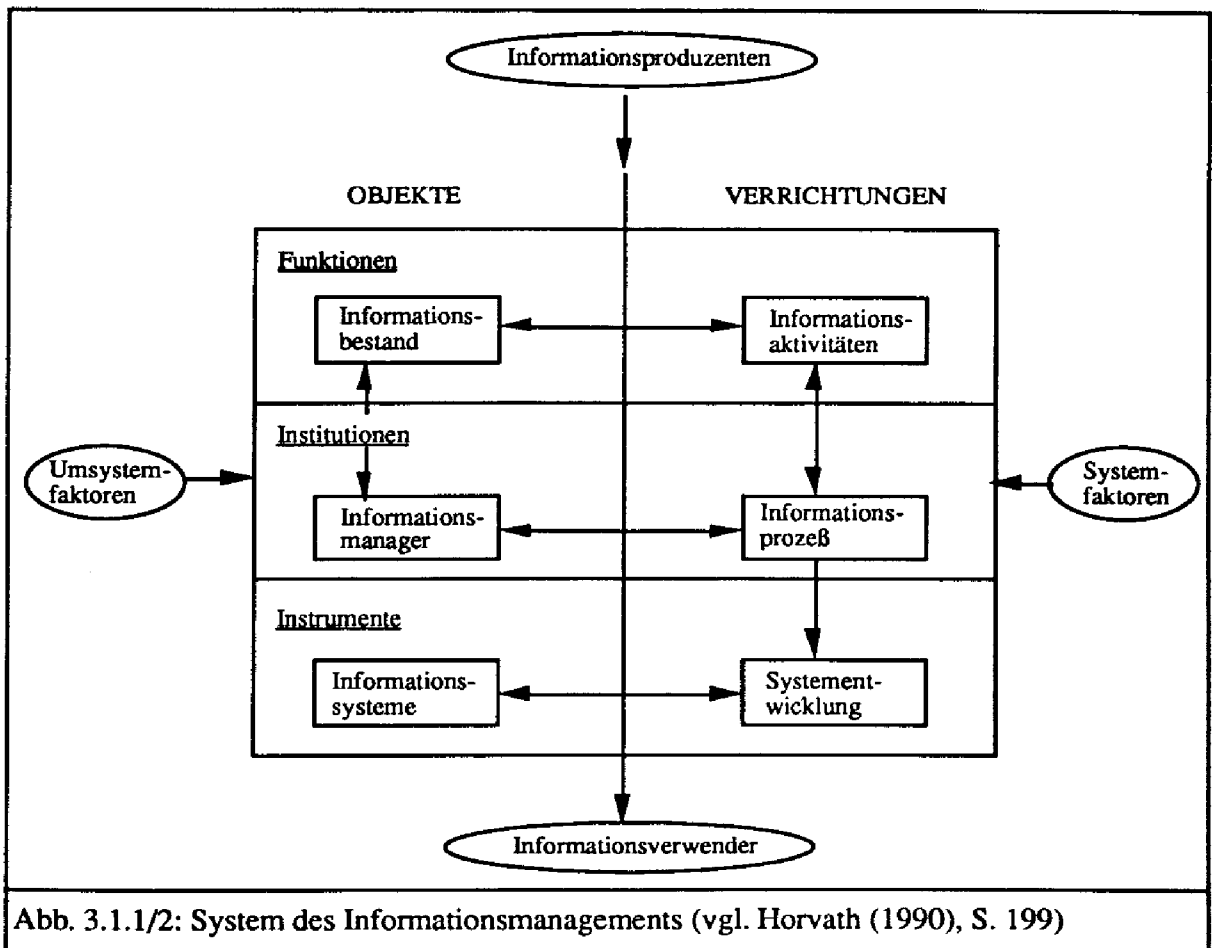 Informationsproduzenten
OBJEKTE
VERRICHTUNGEN
Funktionen
Informations-
bestand
Informations-
aktivitäten
Institutionen
Umsystem-
faktoren
System-
faktoren
Informations-
manager
Informations-
prozeß
Instrumente
Informations-
systeme
Systement-
wicklung
Informationsverwender
Abb. 3.1.1/2: System des Informationsmanagements (vgl. Horvath (1990), S. 199)